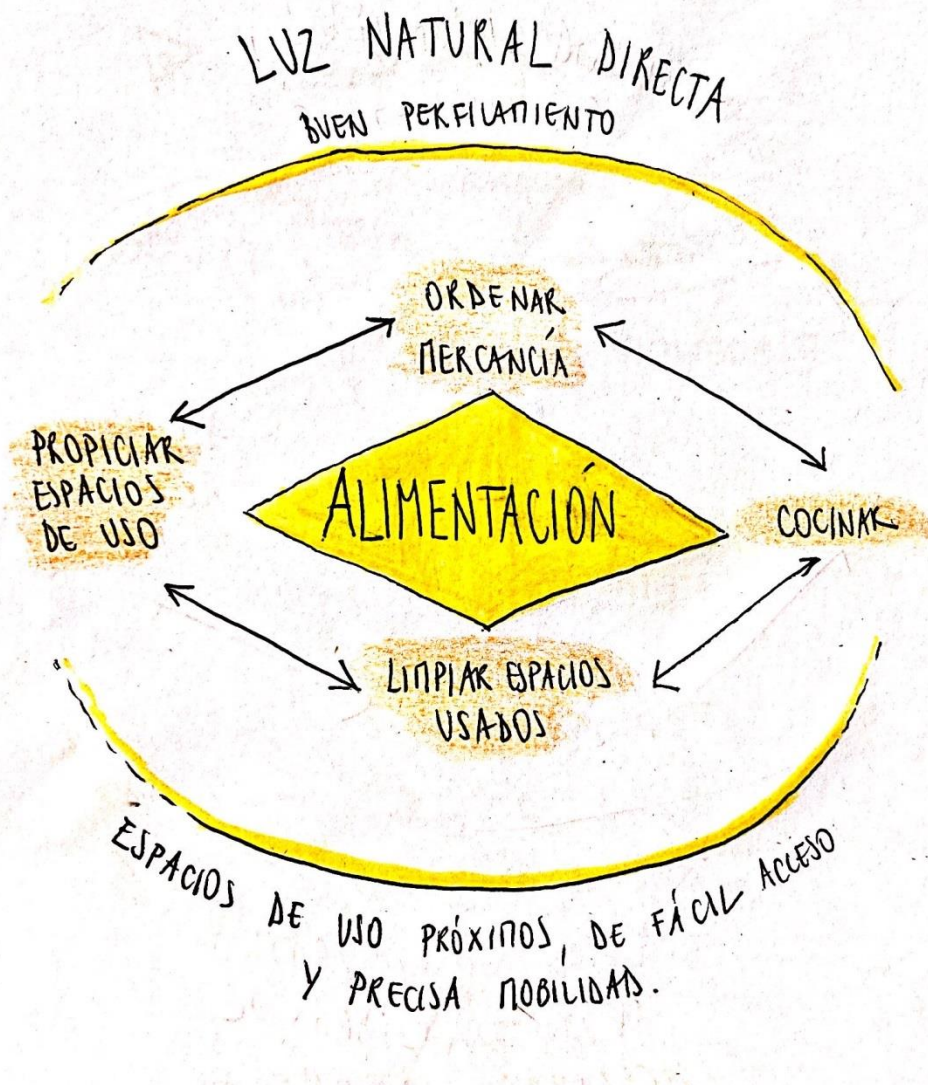 LUZ NATURAL DIRECTA
BUEN PERFILAMIENTO
ORDENAR
MERCANCÍA
PROPICIAR
ESPACIOS
DE USO
ALIMENTACIÓN
COCINAR
LIMPIAR ESPACIOS
USADOS
ESPACIOS DE USO PRÓXIMOS, DE FÁCIL ACCESO
Y PRECISA MOBILIDAD.